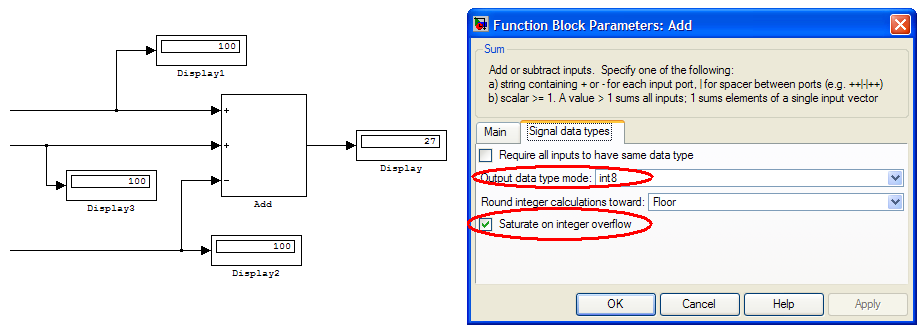 100
Display1
+
+
-
Add
27
Display
100
Display3
100
Display2
Function Block Parameters: Add
Sum
Add or subtract inputs. Specify one of the following:
a) string containing + or - for each input port, | for spacer between ports (e.g. ++|-|++)
b) scalar >= 1. A value > 1 sums all inputs; 1 sums elements of a single input vector
Main Signal data types
Require all inputs to have same data type
Output data type mode: int8
Round integer calculations toward: Floor
Saturate on integer overflow
OK Cancel Help Apply